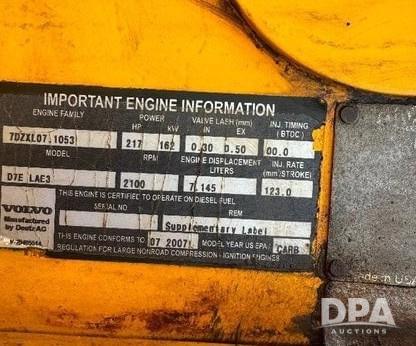 IMPORTANT ENGINE INFORMATION
ENGINE FAMILY POWER VALVE LASH (mm) INJ. TIMING
HP kW IN EX (BTDC)
7DZXL07.1053 217 162 0.30 0.50 00.0
MODEL RPM ENGINE DISPLACEMENT INJ. RATE
LITERS (mm³/STROKE)
D7E LAE3 2100 7.145 123.0
THIS ENGINE IS CERTIFIED TO OPERATE ON DIESEL FUEL
SERIAL NO. REM
VOLVO
Manufactured
by Deutz AG
Supplementary Label
THIS ENGINE CONFORMS TO 07 2007 MODEL YEAR US EPA / CARB
REGULATION FOR LARGE NONROAD COMPRESSION - IGNITION ENGINES
Made in USA
DPA
AUCTIONS